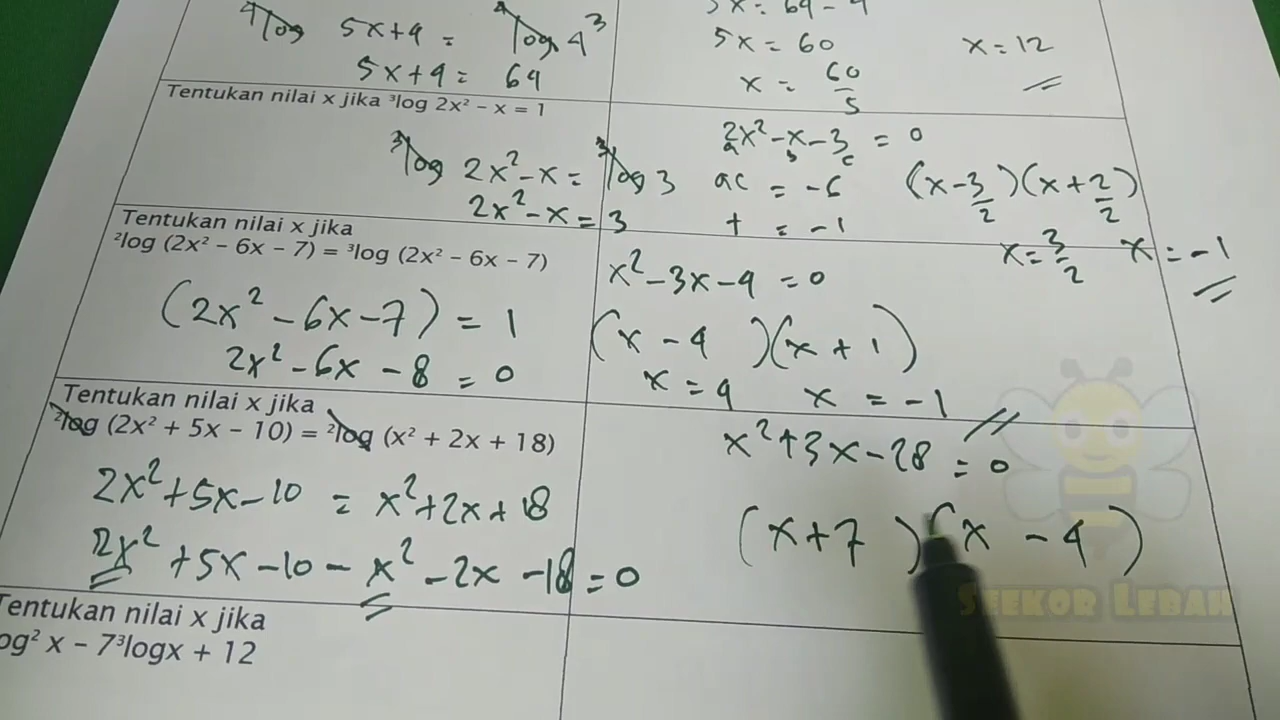 ⁴log 5x+4 = ⁴log 4³
5x+4 = 64
5x = 64 - 4
5x = 60
x = 60/5
x = 12
Tentukan nilai x jika ³log 2x² – x = 1
³log 2x²-x = ³log 3
2x²-x = 3
2x²-x-3 = 0
a b c
ac = -6
+ = -1
(x-3/2)(x+2/2)
x=3/2 x = -1
Tentukan nilai x jika
²log (2x² – 6x – 7) = ³log (2x² – 6x – 7)
(2x² - 6x - 7) = 1
2x² - 6x - 8 = 0
x² - 3x - 4 = 0
(x - 4)(x + 1)
x = 4 x = -1
Tentukan nilai x jika
²log (2x² + 5x – 10) = ²log (x² + 2x + 18)
2x²+5x-10 = x²+2x+18
2x²+5x-10-x²-2x-18=0
x²+3x-28=0
(x+7)(x-4)
Tentukan nilai x jika
og² x – 7³logx + 12
SEEKOR LEBAH